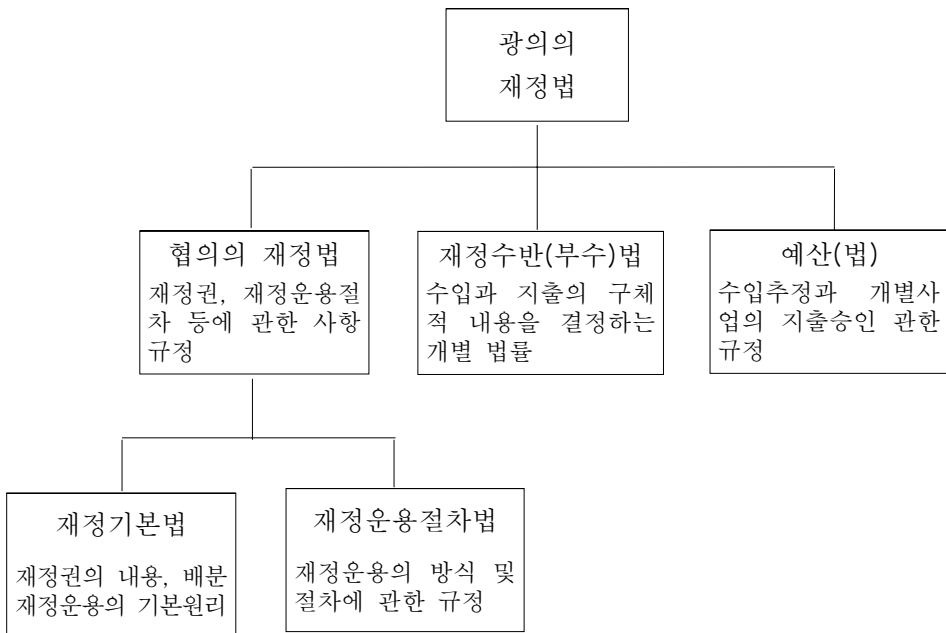 광의의
재정법
협의의 재정법
재정권, 재정운용절
차 등에 관한 사항
규정
재정수반(부수)법
수입과 지출의 구체
적 내용을 결정하는
개별 법률
예산(법)
수입추정과 개별사
업의 지출승인 관한
규정
재정기본법
재정권의 내용, 배분
재정운용의 기본원리
재정운용절차법
재정운용의 방식 및
절차에 관한 규정